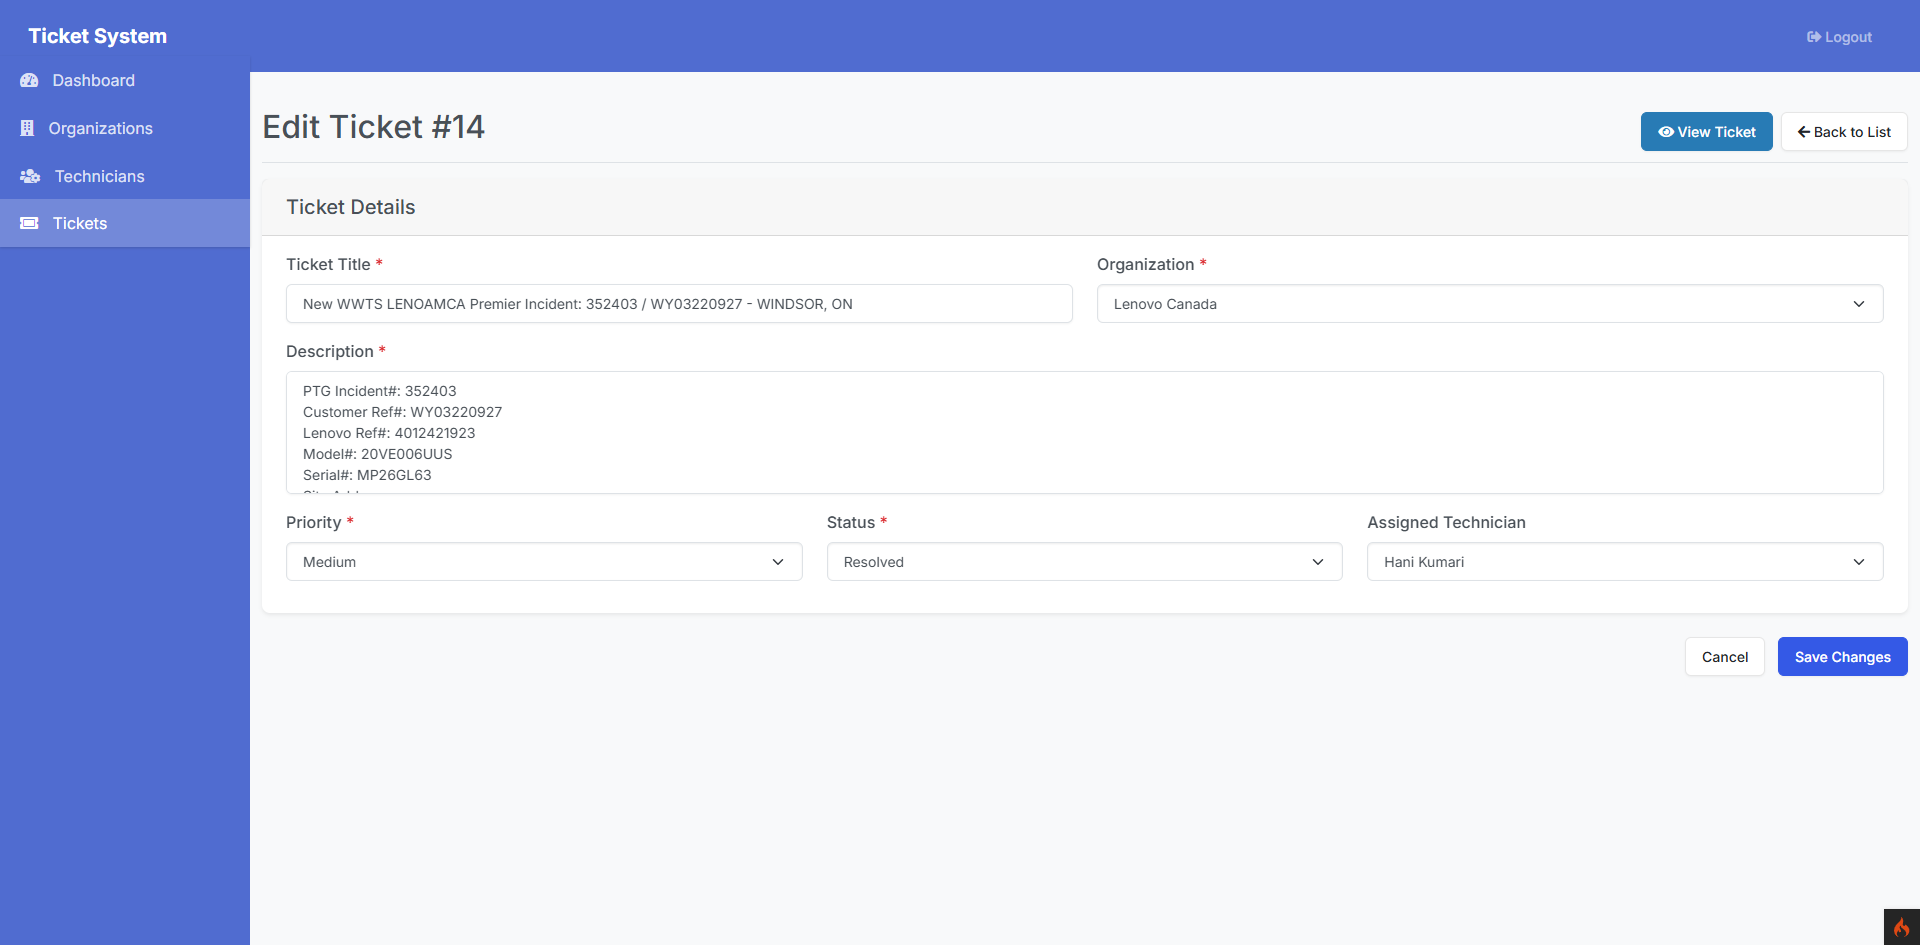 Ticket System
Logout
Dashboard
Organizations
Technicians
Tickets
Edit Ticket #14
View Ticket
Back to List
Ticket Details
Ticket Title *
Organization *
New WWTS LENOAMCA Premier Incident: 352403 / WY03220927 - WINDSOR, ON
Lenovo Canada
Description *
PTG Incident#: 352403
Customer Ref#: WY03220927
Lenovo Ref#: 4012421923
Model#: 20VE006UUS
Serial#: MP26GL63
Priority *
Status *
Assigned Technician
Medium
Resolved
Hani Kumari
Cancel
Save Changes